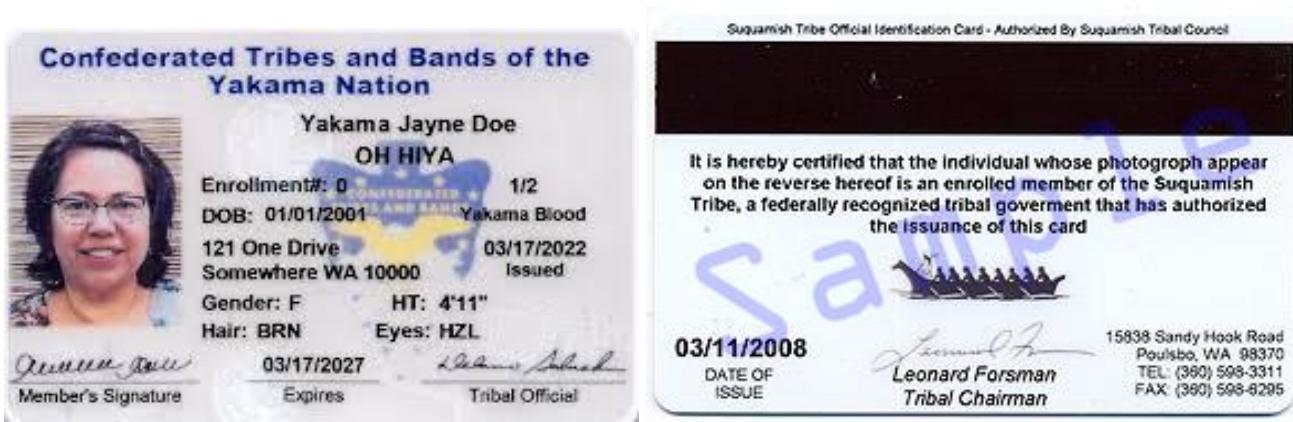 Confederated Tribes and Bands of the
Yakama Nation
Yakama Jayne Doe
OH HIYA
Enrollment#: 0 1/2
DOB: 01/01/2001 Yakama Blood
121 One Drive 03/17/2022
Somewhere WA 10000 Issued
Gender: F HT: 4'11"
Hair: BRN Eyes: HZL
03/17/2027
Member's Signature Expires Tribal Official
CONFEDERATED
AND BANDS
Suquamish Tribe Official Identification Card - Authorized By Suquamish Tribal Council
It is hereby certified that the individual whose photogroph appear
on the reverse hereof is an enrolled member of the Suquamish
Tribe, a federally recognized tribal goverment that has authorized
the issuance of this card
Sample
03/11/2008
DATE OF
ISSUE
Leonard Forsman
Tribal Chairman
15838 Sandy Hook Road
Poulsbo, WA 98370
TEL: (360) 598-3311
FAX: (360) 598-6295